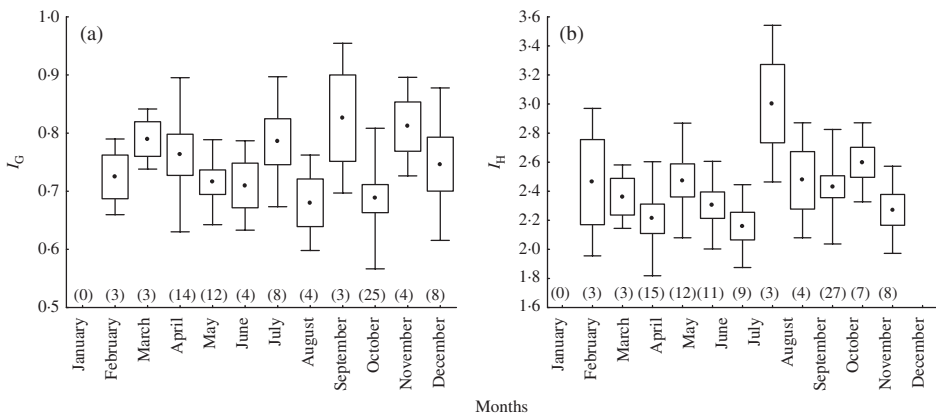 (a)
1·0
0·9
0·8
0·7
0·6
0·5
I_G
(0) (3) (3) (14) (12) (4) (8) (4) (3) (25) (4) (8)
January February March April May June July August September October November December
(b)
3·6
3·4
3·0
2·6
2·4
2·2
2·0
1·8
1·6
I_H
(0) (3) (3) (15) (12) (11) (9) (3) (4) (27) (7) (8)
January February March April May June July August September October November December
Months